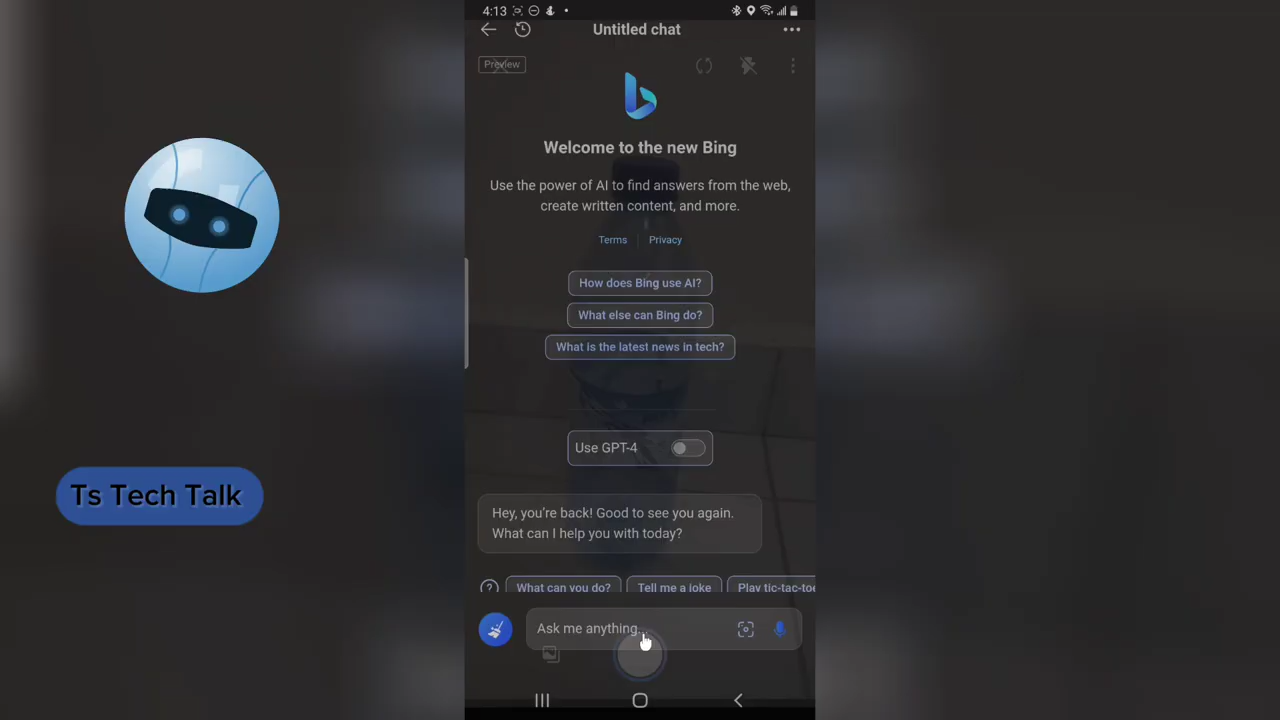 4:13
Untitled chat
Preview
Welcome to the new Bing
Use the power of AI to find answers from the web,
create written content, and more.
Terms
Privacy
How does Bing use AI?
What else can Bing do?
What is the latest news in tech?
Use GPT-4
Hey, you're back! Good to see you again.
What can I help you with today?
What can you do?
Tell me a joke
Play tic-tac-toe
Ask me anything...
Ts Tech Talk